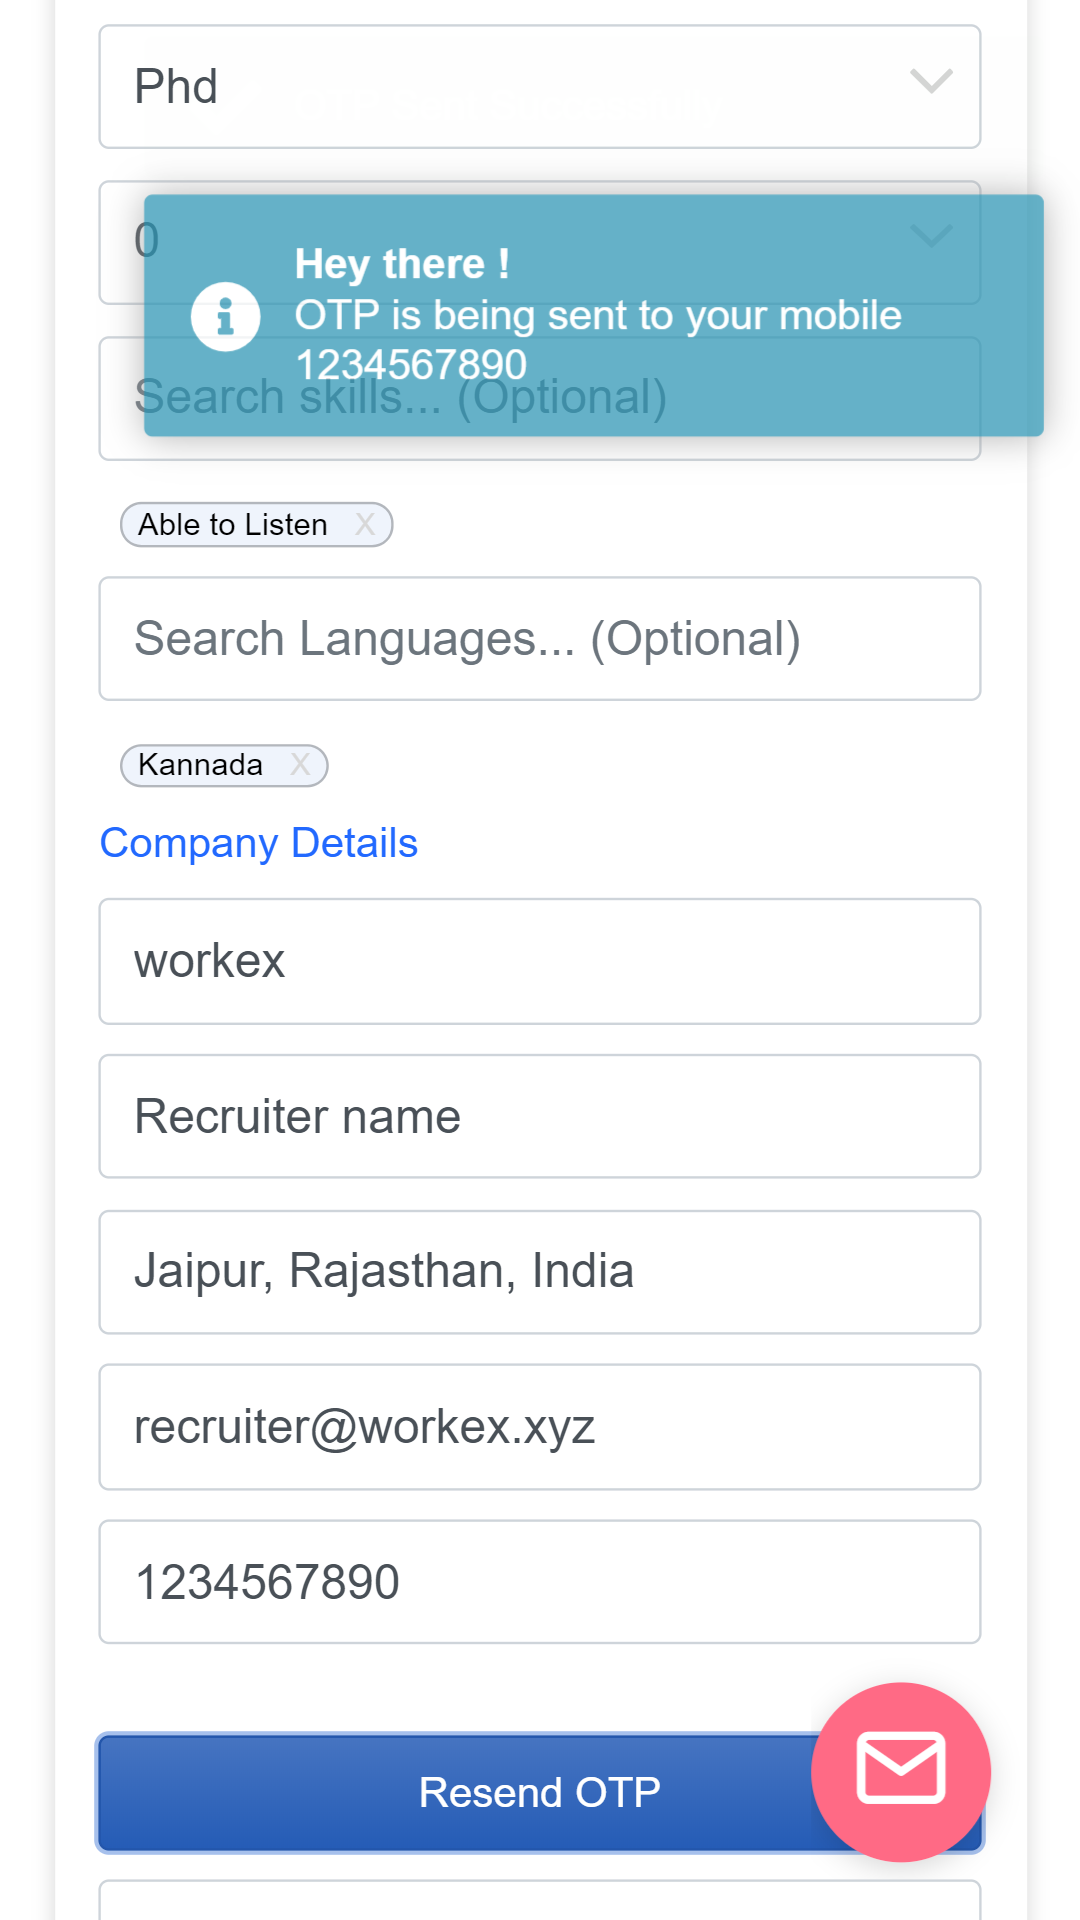 Phd
0
Hey there !
OTP is being sent to your mobile
1234567890
Search skills... (Optional)
Able to Listen X
Search Languages... (Optional)
Kannada X
Company Details
workex
Recruiter name
Jaipur, Rajasthan, India
recruiter@workex.xyz
1234567890
Resend OTP